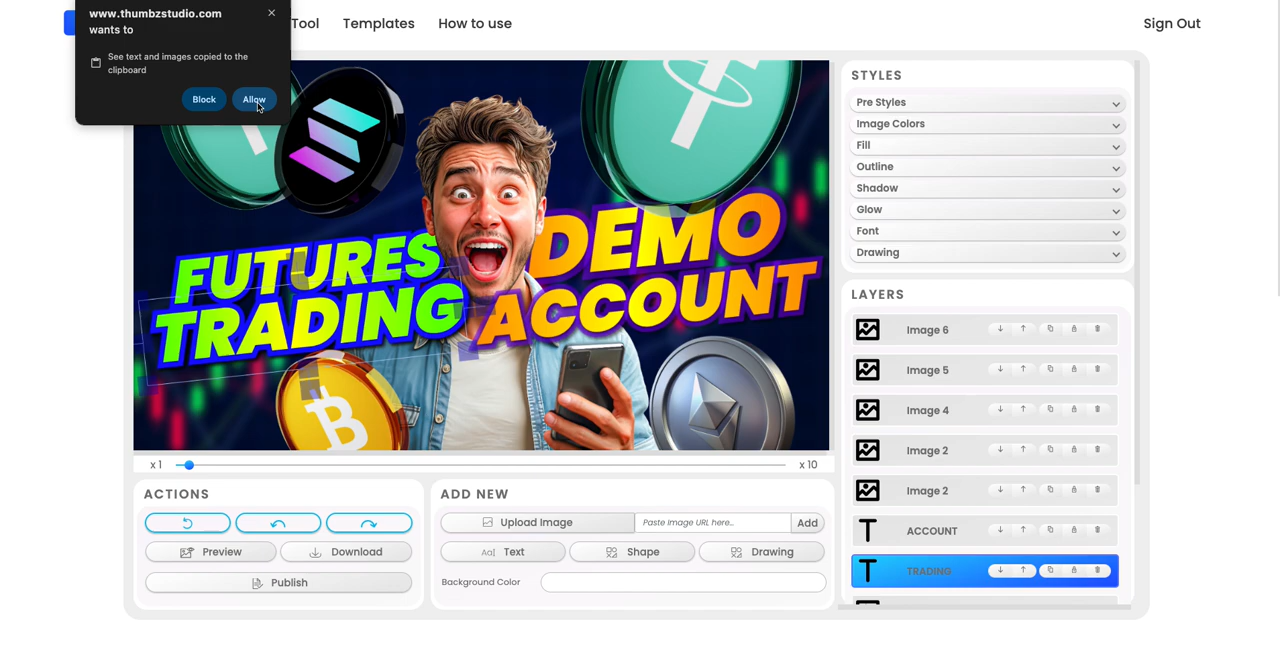 www.thumbzstudio.com
wants to
See text and images copied to the
clipboard
Block
Allow
Tool
Templates
How to use
Sign Out
FUTURES
TRADING
DEMO
ACCOUNT
x 1
x 10
ACTIONS
Preview
Download
Publish
ADD NEW
Upload Image
Paste Image URL here...
Add
Aa| Text
Shape
Drawing
Background Color
STYLES
Pre Styles
Image Colors
Fill
Outline
Shadow
Glow
Font
Drawing
LAYERS
Image 6
Image 5
Image 4
Image 2
Image 2
T ACCOUNT
T TRADING